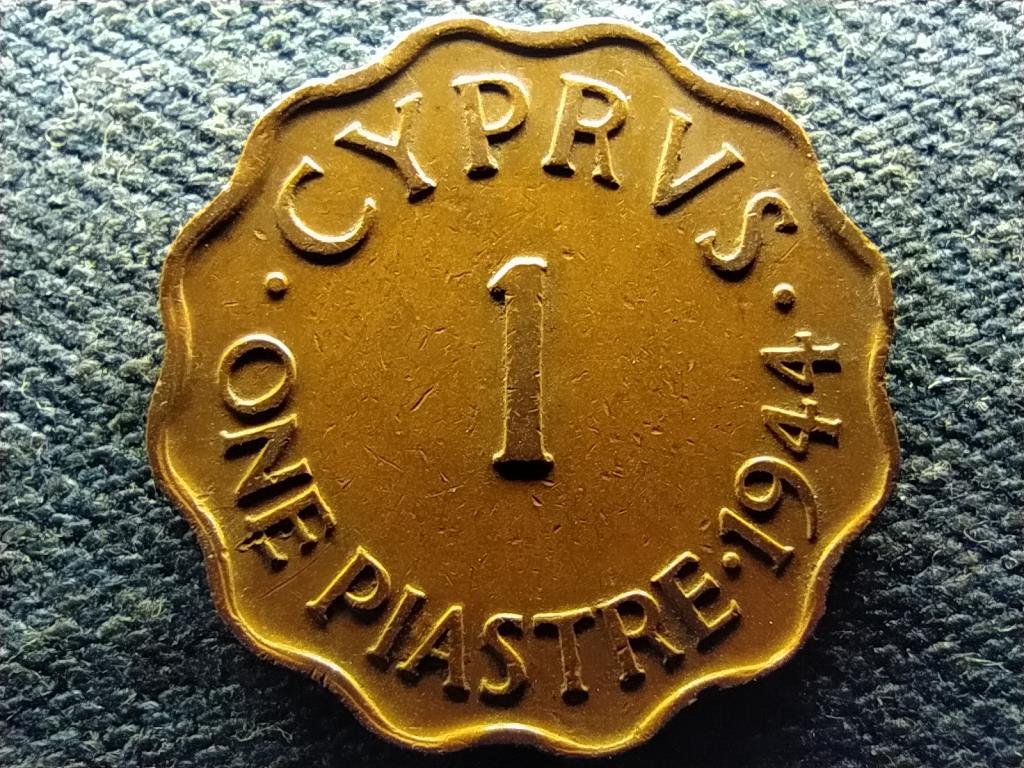 · CYPRVS ·
1
ONE PIASTRE · 1944